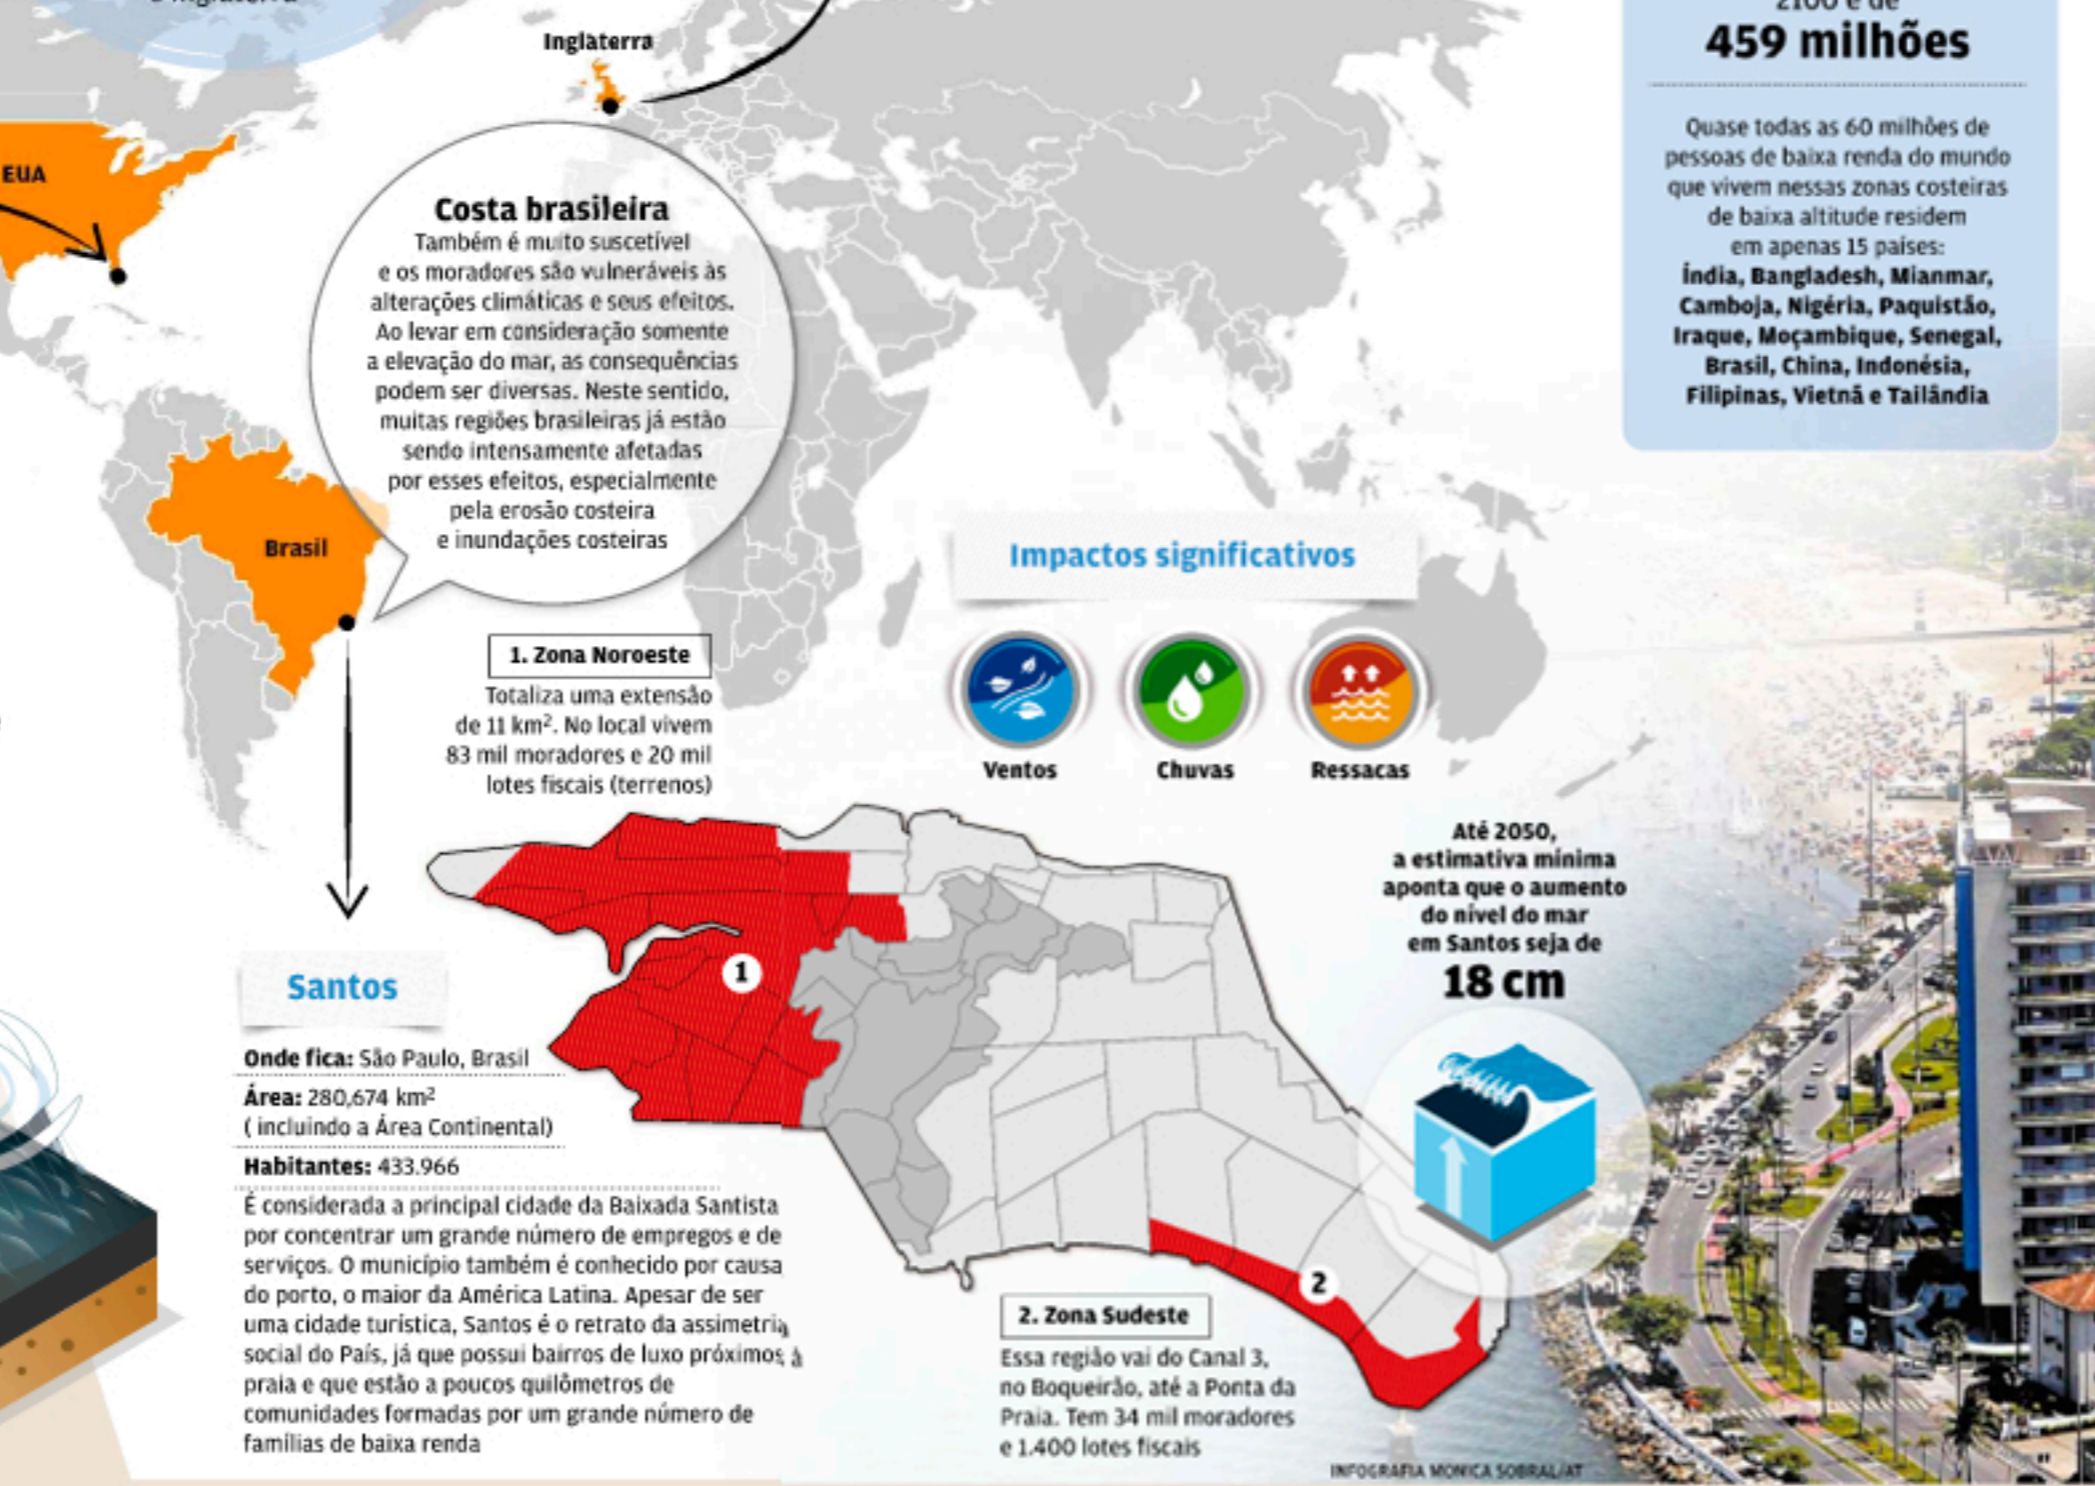 e Inglaterra
Inglaterra
EUA
Costa brasileira
Também é muito suscetível
e os moradores são vulneráveis às
alterações climáticas e seus efeitos.
Ao levar em consideração somente
a elevação do mar, as consequências
podem ser diversas. Neste sentido,
muitas regiões brasileiras já estão
sendo intensamente afetadas
por esses efeitos, especialmente
pela erosão costeira
e inundações costeiras
Brasil
2100 é de
459 milhões
Quase todas as 60 milhões de
pessoas de baixa renda do mundo
que vivem nessas zonas costeiras
de baixa altitude residem
em apenas 15 países:
Índia, Bangladesh, Mianmar,
Camboja, Nigéria, Paquistão,
Iraque, Moçambique, Senegal,
Brasil, China, Indonésia,
Filipinas, Vietnã e Tailândia
Impactos significativos
Ventos
Chuvas
Ressacas
1. Zona Noroeste
Totaliza uma extensão
de 11 km². No local vivem
83 mil moradores e 20 mil
lotes fiscais (terrenos)
1
2
Até 2050,
a estimativa mínima
aponta que o aumento
do nível do mar
em Santos seja de
18 cm
Santos
Onde fica: São Paulo, Brasil
Área: 280,674 km²
( incluindo a Área Continental)
Habitantes: 433.966
É considerada a principal cidade da Baixada Santista
por concentrar um grande número de empregos e de
serviços. O município também é conhecido por causa
do porto, o maior da América Latina. Apesar de ser
uma cidade turística, Santos é o retrato da assimetria
social do País, já que possui bairros de luxo próximos à
praia e que estão a poucos quilômetros de
comunidades formadas por um grande número de
famílias de baixa renda
2. Zona Sudeste
Essa região vai do Canal 3,
no Boqueirão, até a Ponta da
Praia. Tem 34 mil moradores
e 1.400 lotes fiscais
INFOGRAFIA MONICA SOBRAL/AT